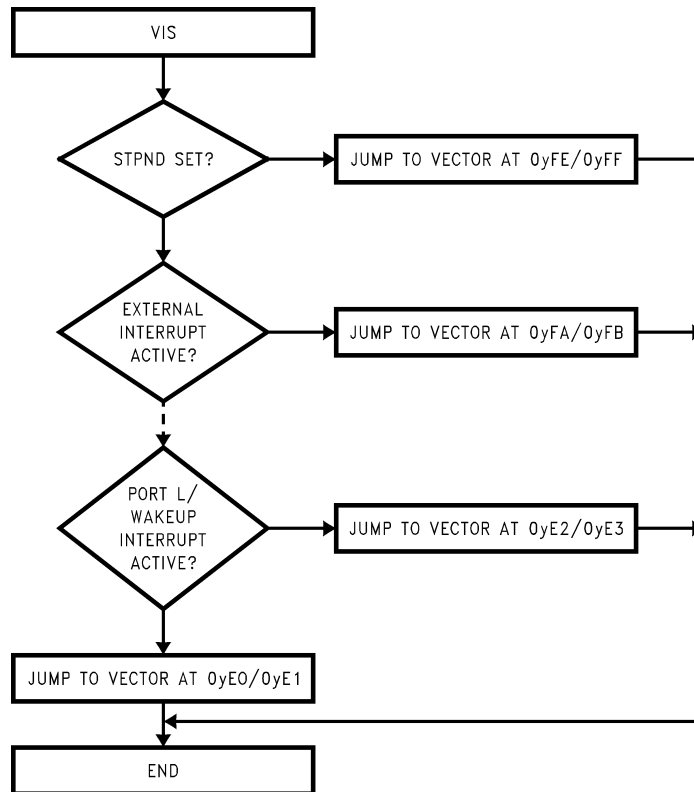 VIS
STPND SET?
JUMP TO VECTOR AT 0yFE/0yFF
EXTERNAL
INTERRUPT
ACTIVE?
JUMP TO VECTOR AT 0yFA/0yFB
PORT L/
WAKEUP
INTERRUPT
ACTIVE?
JUMP TO VECTOR AT 0yE2/0yE3
JUMP TO VECTOR AT 0yE0/0yE1
END